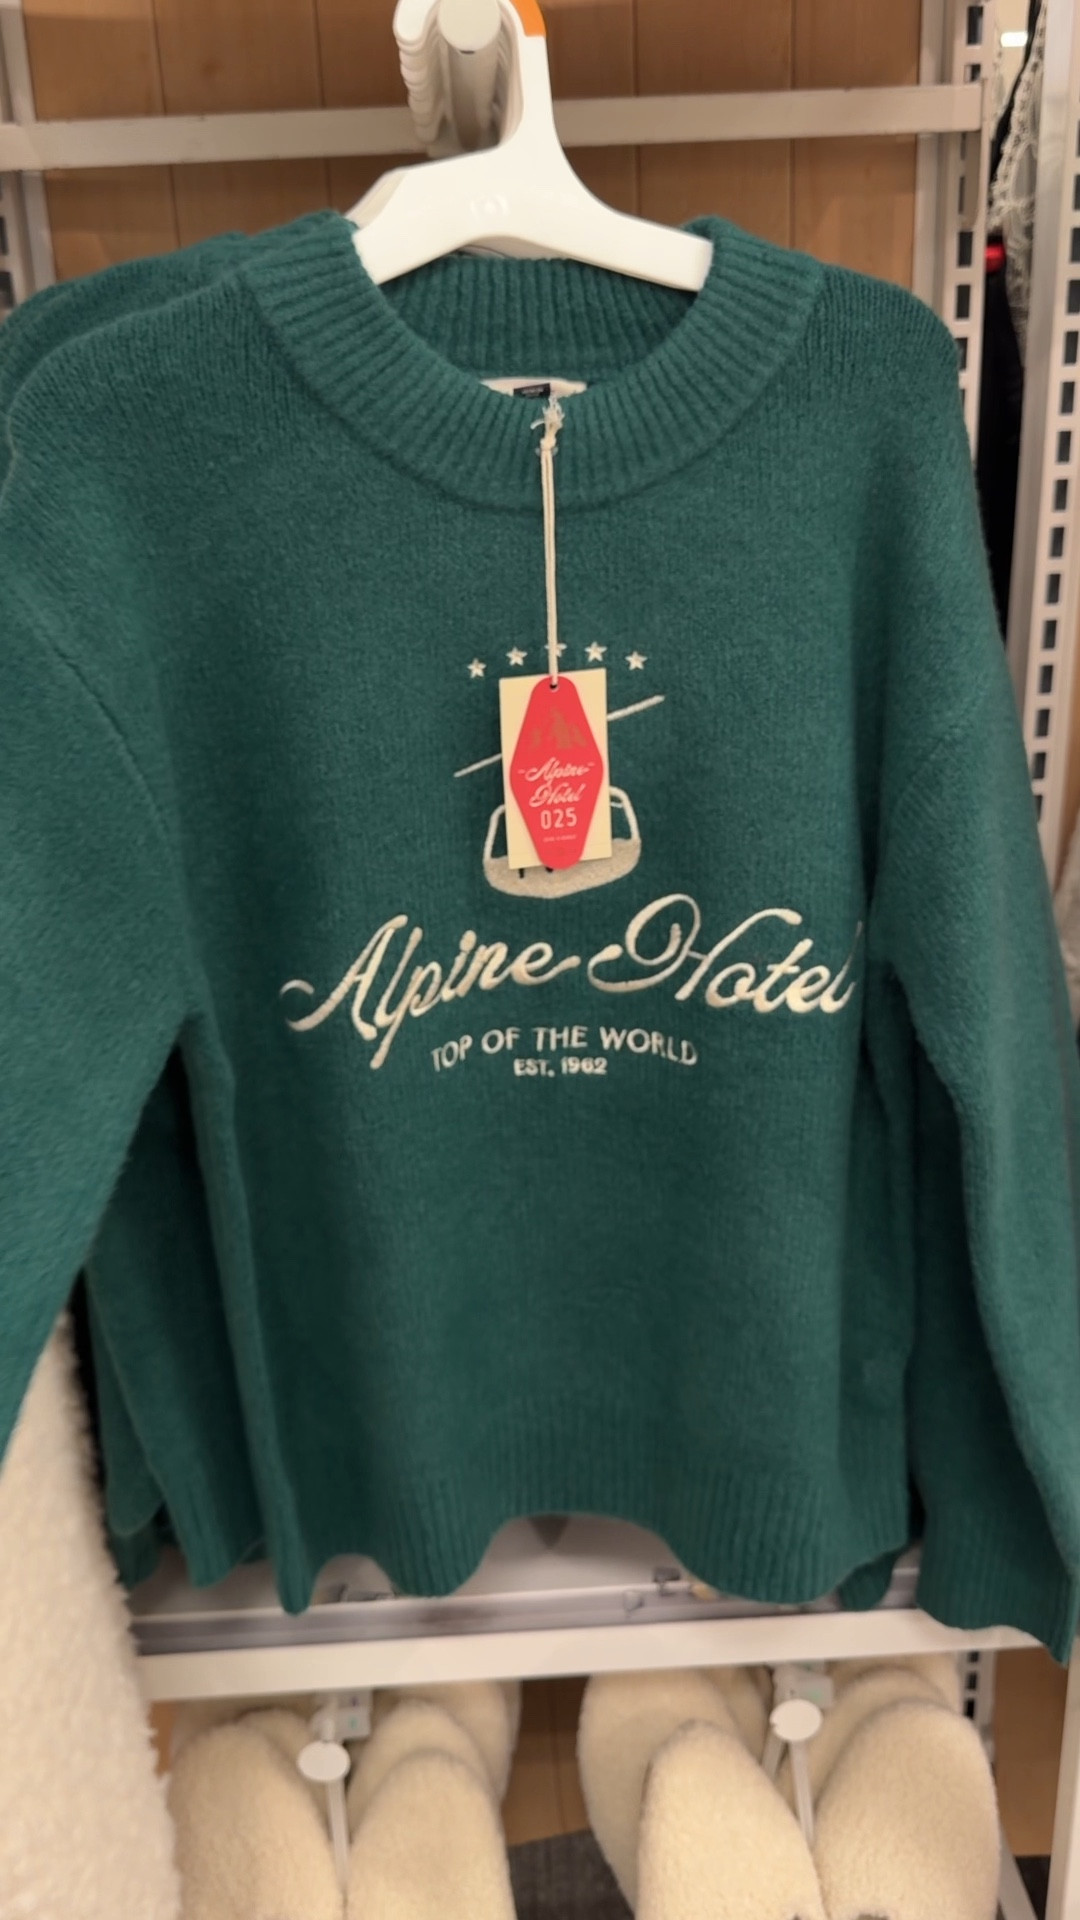 Alpine
Hotel
025
Alpine Hotel
TOP OF THE WORLD
EST. 1962